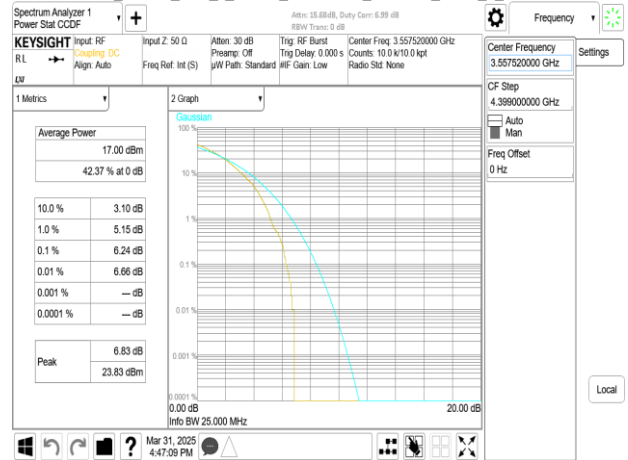 Spectrum Analyzer 1
Power Stat CCDF
Attn: 15.68dB, Duty Corr: 6.99 dB
RBW Trans: 0 dB
Frequency
KEYSIGHT
RL
Input: RF
Coupling: DC
Align: Auto
Input Z: 50 Ω
Freq Ref: Int (S)
Atten: 30 dB
Preamp: Off
µW Path: Standard
Trig: RF Burst
Trig Delay: 0.000 s
#IF Gain: Low
Center Freq: 3.557520000 GHz
Counts: 10.0 k/10.0 kpt
Radio Std: None
LXI
Center Frequency
3.557520000 GHz
Settings
CF Step
4.399000000 GHz
Auto
Man
Freq Offset
0 Hz
1 Metrics
Average Power
17.00 dBm
42.37 % at 0 dB
10.0 % 3.10 dB
1.0 % 5.15 dB
0.1 % 6.24 dB
0.01 % 6.66 dB
0.001 % --- dB
0.0001 % --- dB
Peak
6.83 dB
23.83 dBm
2 Graph
Gaussian
100 %
10 %
1 %
0.1 %
0.01 %
0.001 %
0.0001 %
0.00 dB
20.00 dB
Info BW 25.000 MHz
Local
?
Mar 31, 2025
4:47:09 PM